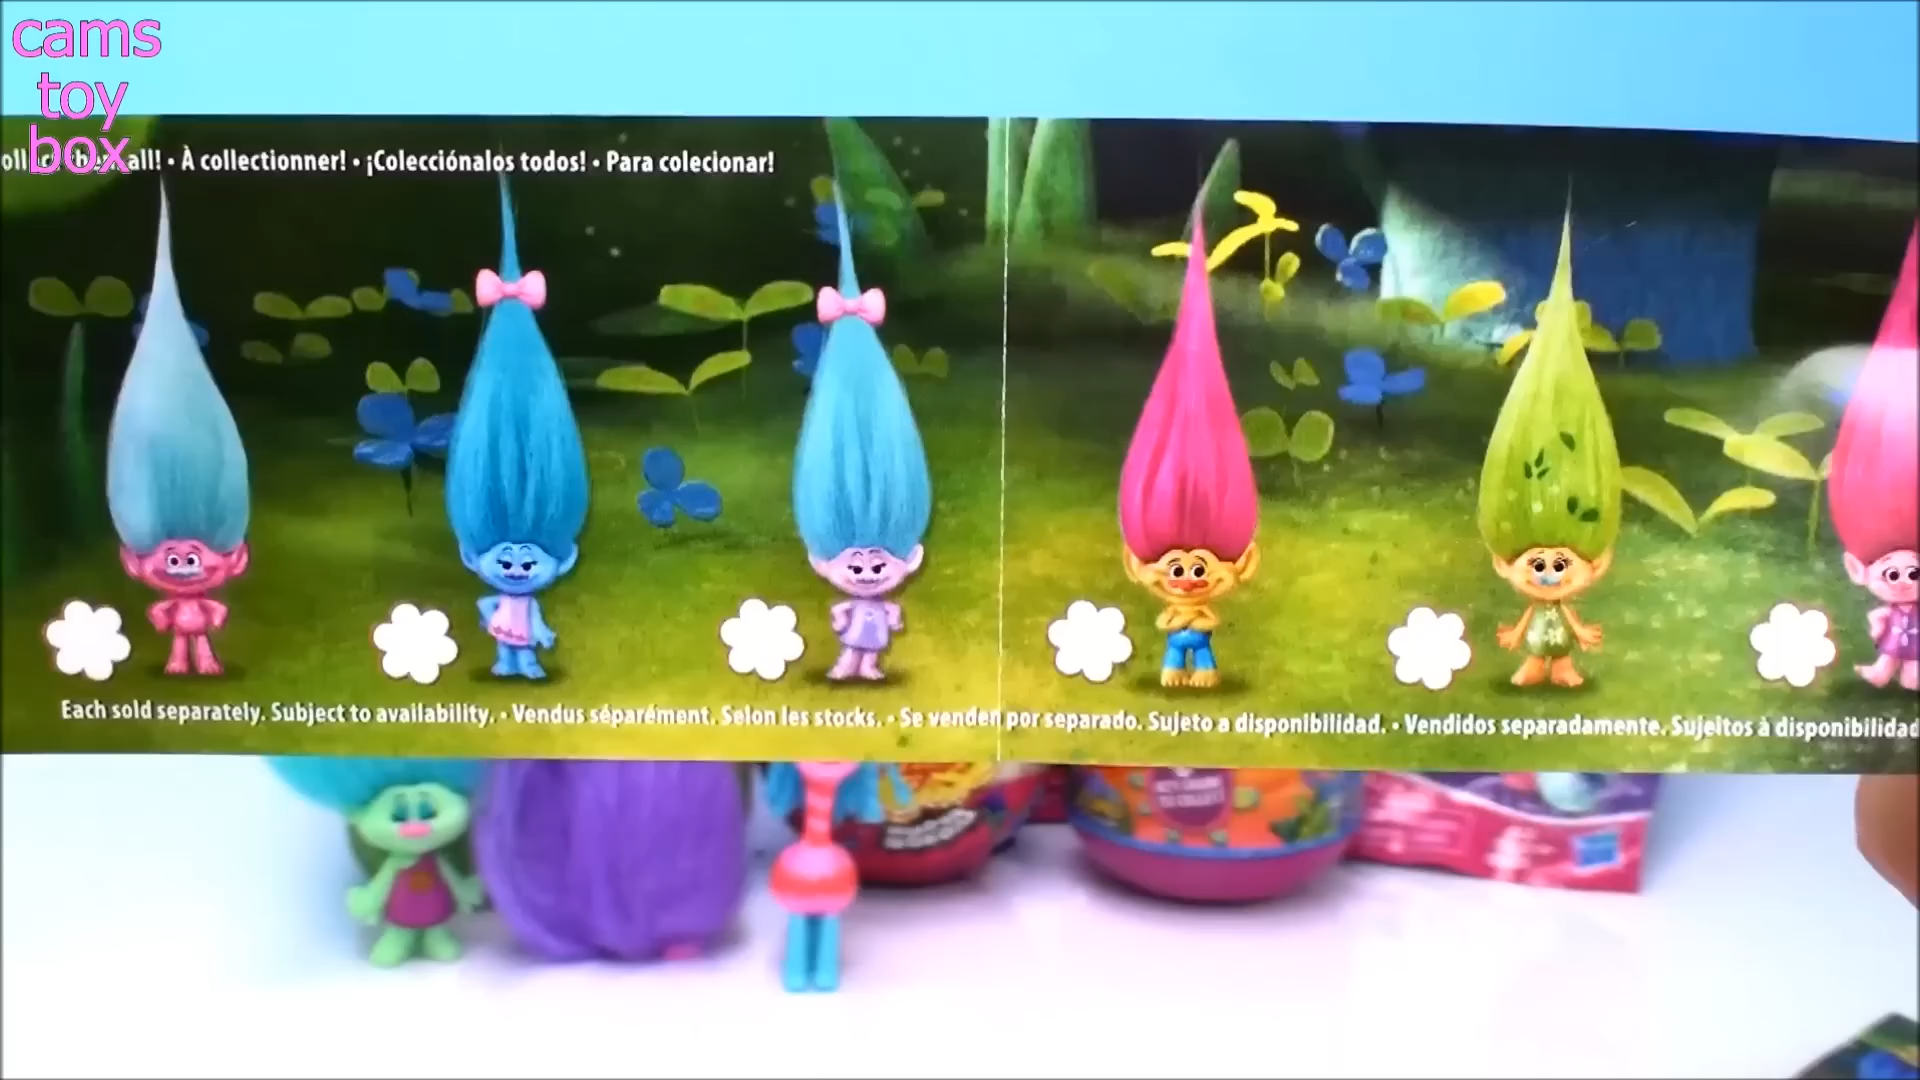 cams
toy
box
all! • À collectionner! • ¡Colecciónalos todos! • Para colecionar!
Each sold separately. Subject to availability. • Vendus séparément. Selon les stocks. • Se venden por separado. Sujeto a disponibilidad. • Vendidos separadamente. Sujeitos à disponibilidad